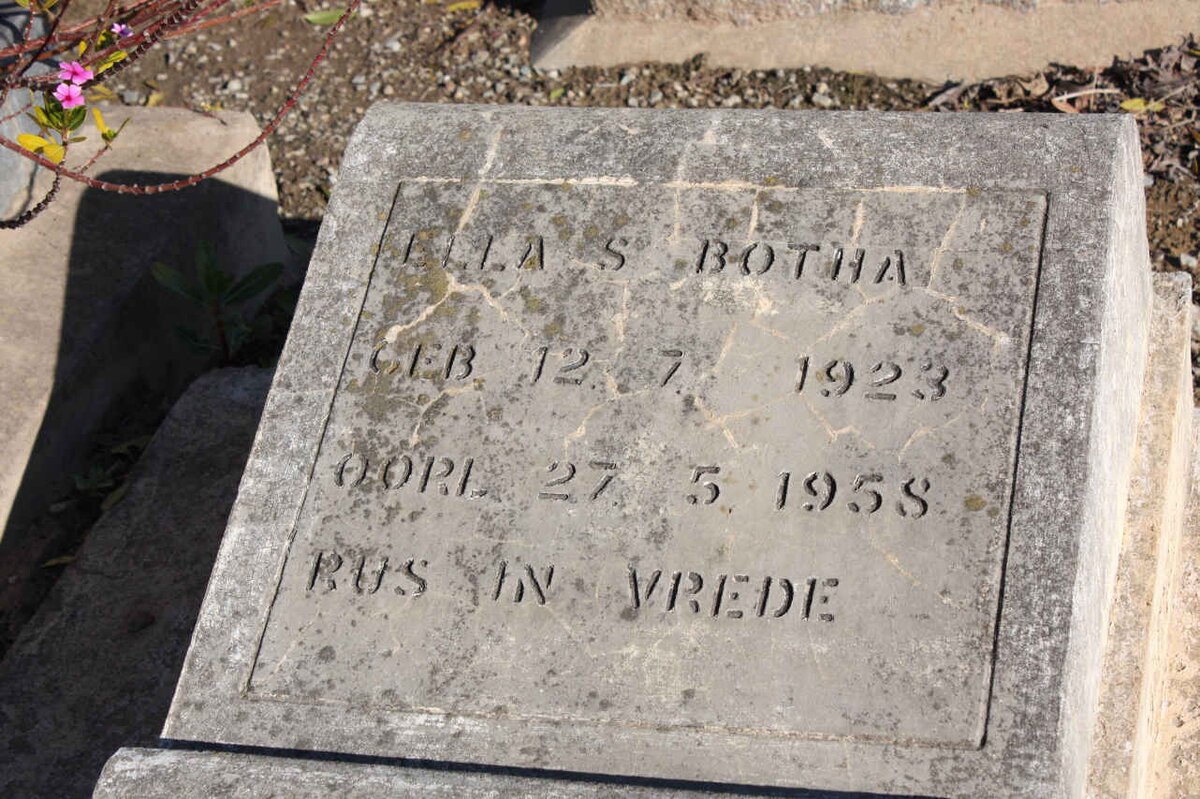 ELLA S BOTHA
GEB 12. 7. 1923
OORL 27. 5. 1958
RUS IN VREDE